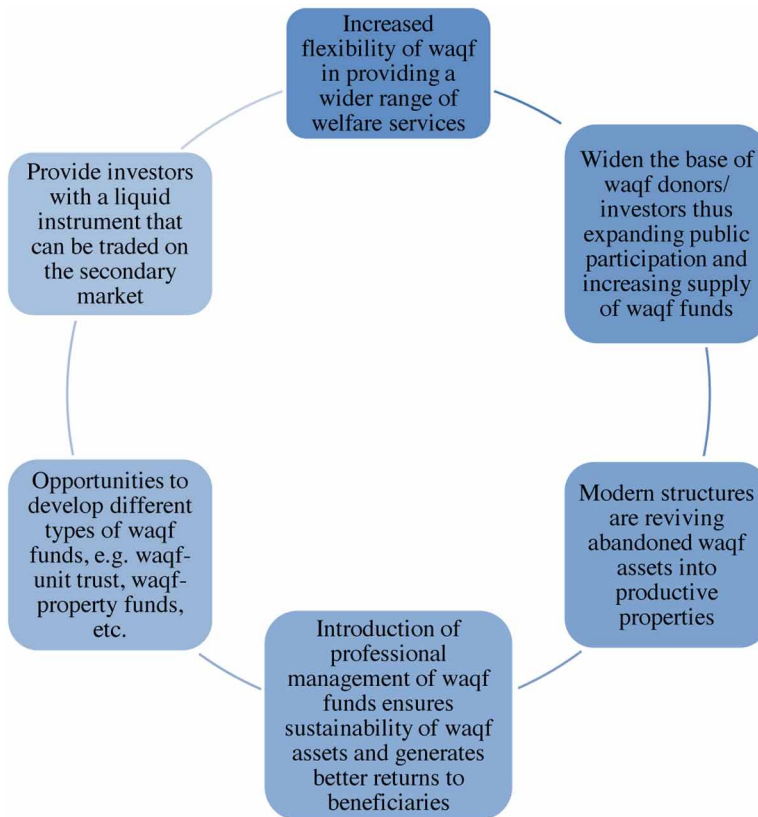 Increased
flexibility of waqf
in providing a
wider range of
welfare services
Widen the base of
waqf donors/
investors thus
expanding public
participation and
increasing supply
of waqf funds
Modern structures
are reviving
abandoned waqf
assets into
productive
properties
Introduction of
professional
management of waqf
funds ensures
sustainability of waqf
assets and generates
better returns to
beneficiaries
Opportunities to
develop different
types of waqf
funds, e.g. waqf-
unit trust, waqf-
property funds,
etc.
Provide investors
with a liquid
instrument that
can be traded on
the secondary
market